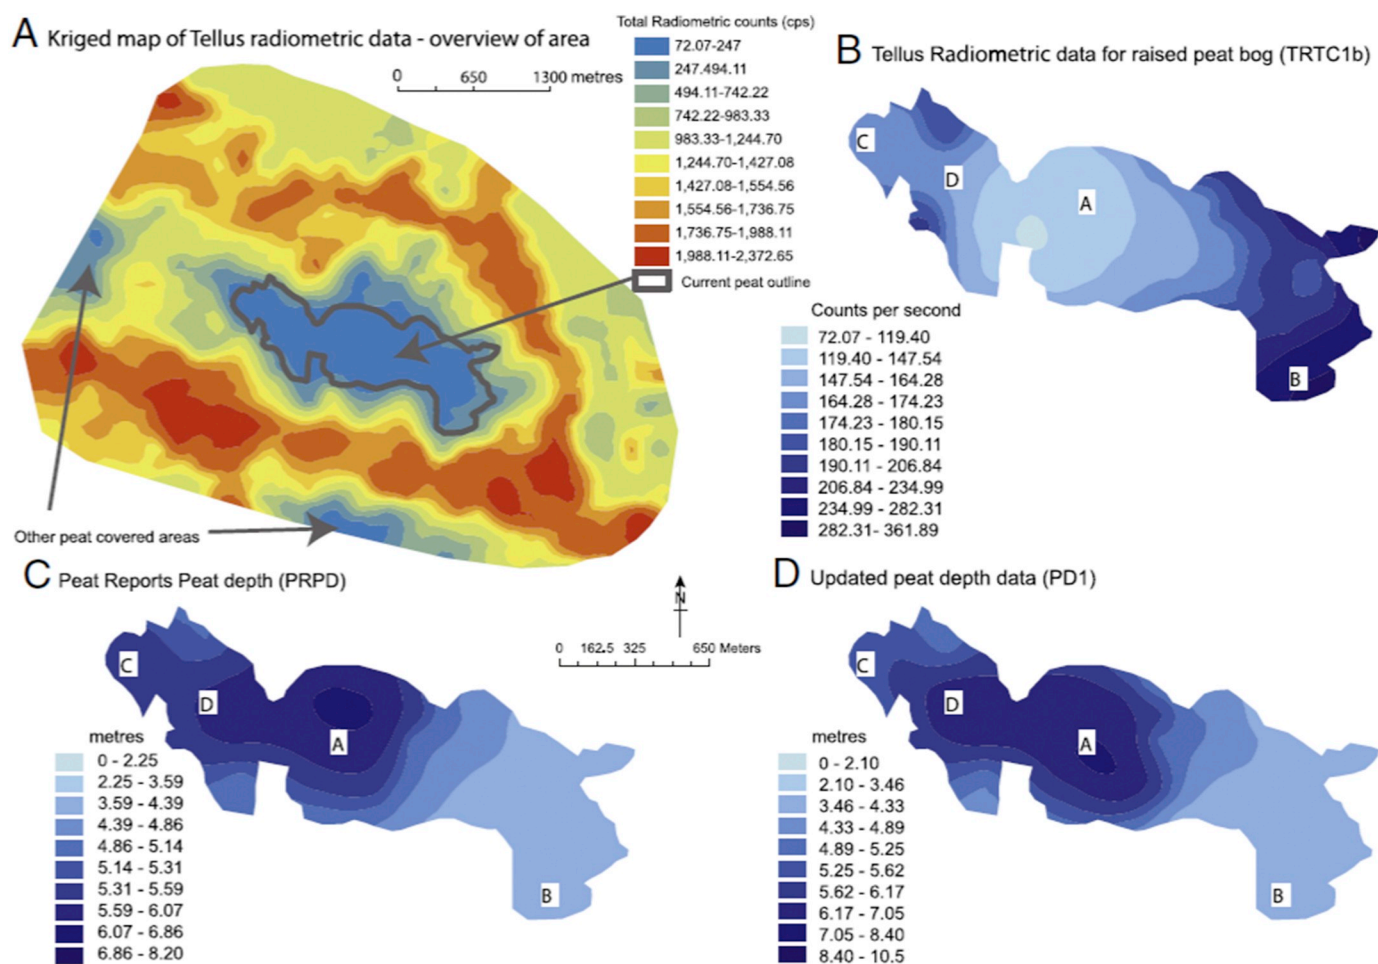 A Kriged map of Tellus radiometric data - overview of area
0 650 1300 metres
Total Radiometric counts (cps)
72.07-247
247.494.11
494.11-742.22
742.22-983.33
983.33-1,244.70
1,244.70-1,427.08
1,427.08-1,554.56
1,554.56-1,736.75
1,736.75-1,988.11
1,988.11-2,372.65
Current peat outline
Other peat covered areas
B Tellus Radiometric data for raised peat bog (TRTC1b)
C
D
A
B
Counts per second
72.07 - 119.40
119.40 - 147.54
147.54 - 164.28
164.28 - 174.23
174.23 - 180.15
180.15 - 190.11
190.11 - 206.84
206.84 - 234.99
234.99 - 282.31
282.31- 361.89
C Peat Reports Peat depth (PRPD)
C
D
A
B
metres
0 - 2.25
2.25 - 3.59
3.59 - 4.39
4.39 - 4.86
4.86 - 5.14
5.14 - 5.31
5.31 - 5.59
5.59 - 6.07
6.07 - 6.86
6.86 - 8.20
N
0 162.5 325 650 Meters
D Updated peat depth data (PD1)
C
D
A
B
metres
0 - 2.10
2.10 - 3.46
3.46 - 4.33
4.33 - 4.89
4.89 - 5.25
5.25 - 5.62
5.62 - 6.17
6.17 - 7.05
7.05 - 8.40
8.40 - 10.5